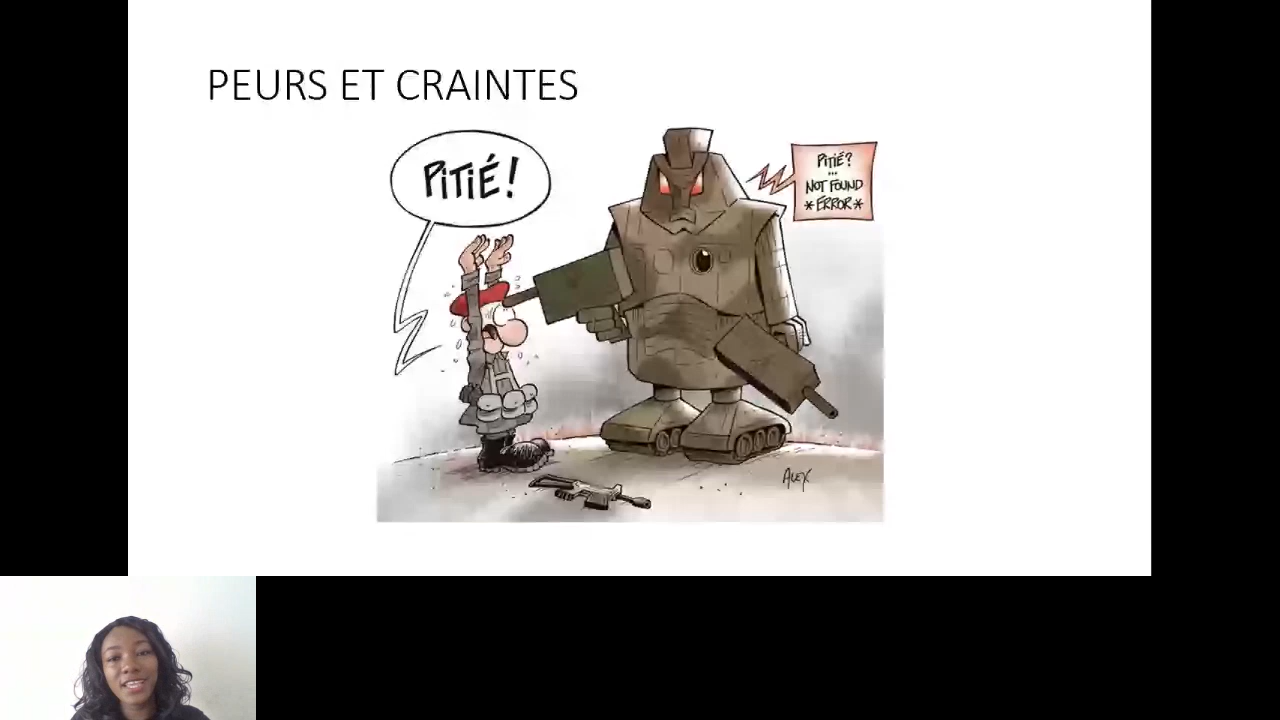 PEURS ET CRAINTES
PiTiÉ!
PiTiÉ?
...
NOT FOUND
*ERROR*
ALEX